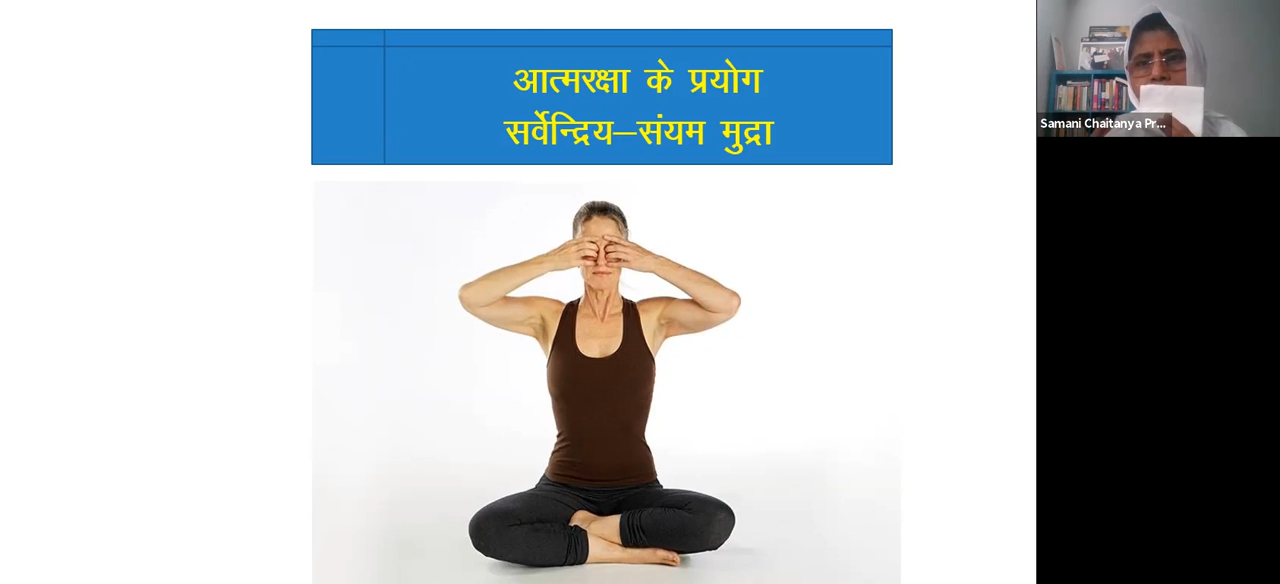 आत्मरक्षा के प्रयोग
सर्वेन्द्रिय–संयम मुद्रा
Samani Chaitanya Pr...